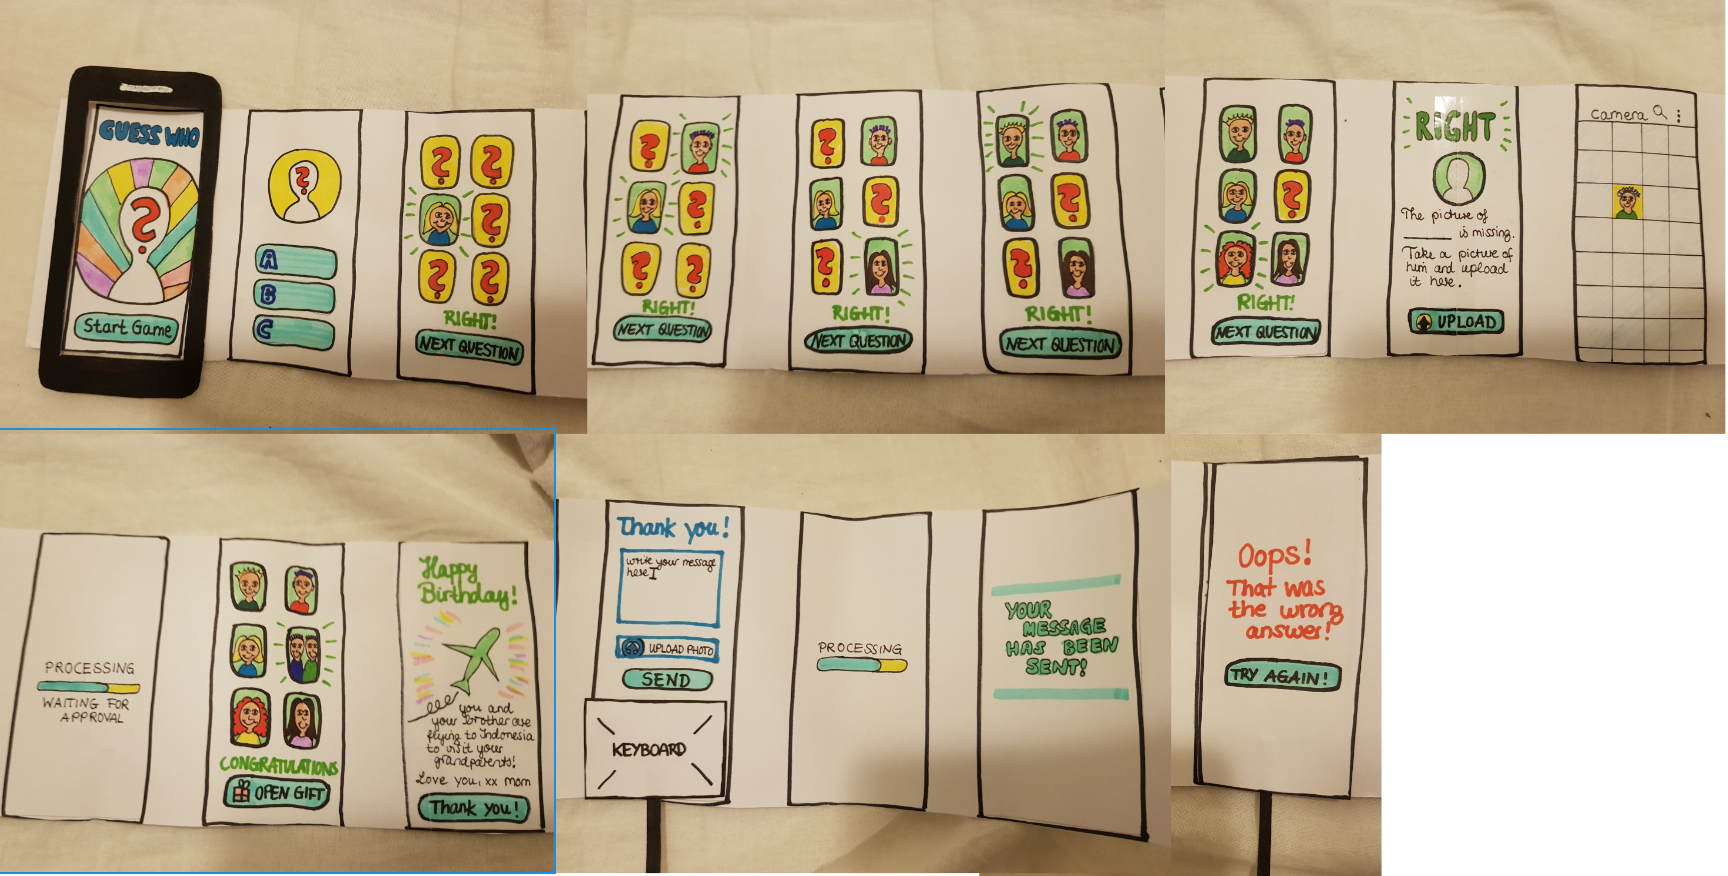 GUESS WHO
?
Start Game
?
A
B
C
? ?
?
? ?
RIGHT!
NEXT QUESTION
?
?
? ?
RIGHT!
NEXT QUESTION
?
?
?
RIGHT!
NEXT QUESTION
?
?
RIGHT!
NEXT QUESTION
?
RIGHT!
NEXT QUESTION
RIGHT
The picture of
______ is missing.
Take a picture of
him and upload
it here.
UPLOAD
Camera
PROCESSING
WAITING FOR
APPROVAL
CONGRATULATIONS
OPEN GIFT
Happy
Birthday!
you and
your brother are
flying to Indonesia
to visit your
grandparents!
Love you, xx mom
Thank you!
Thank you!
write your message
here
UPLOAD PHOTO
SEND
KEYBOARD
PROCESSING
YOUR
MESSAGE
HAS BEEN
SENT!
Oops!
That was
the wrong
answer!
TRY AGAIN!